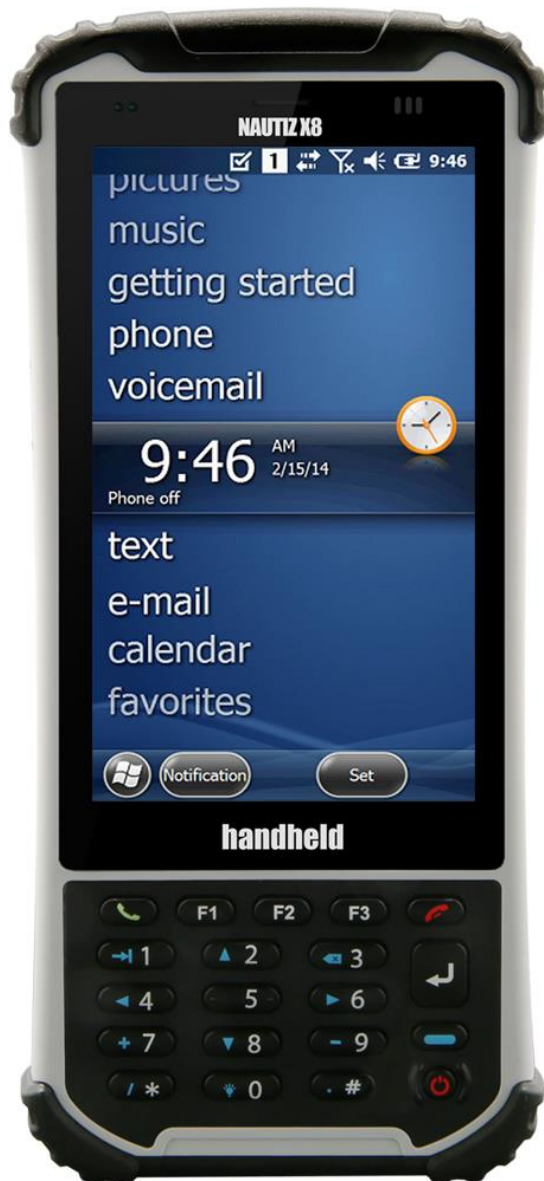 NAUTIZ X8
1 9:46
pictures
music
getting started
phone
voicemail
9:46 AM
2/15/14
Phone off
text
e-mail
calendar
favorites
Notification Set
handheld
F1 F2 F3
1 2 3
4 5 6
+ 7 8 - 9
/ * 0 . #